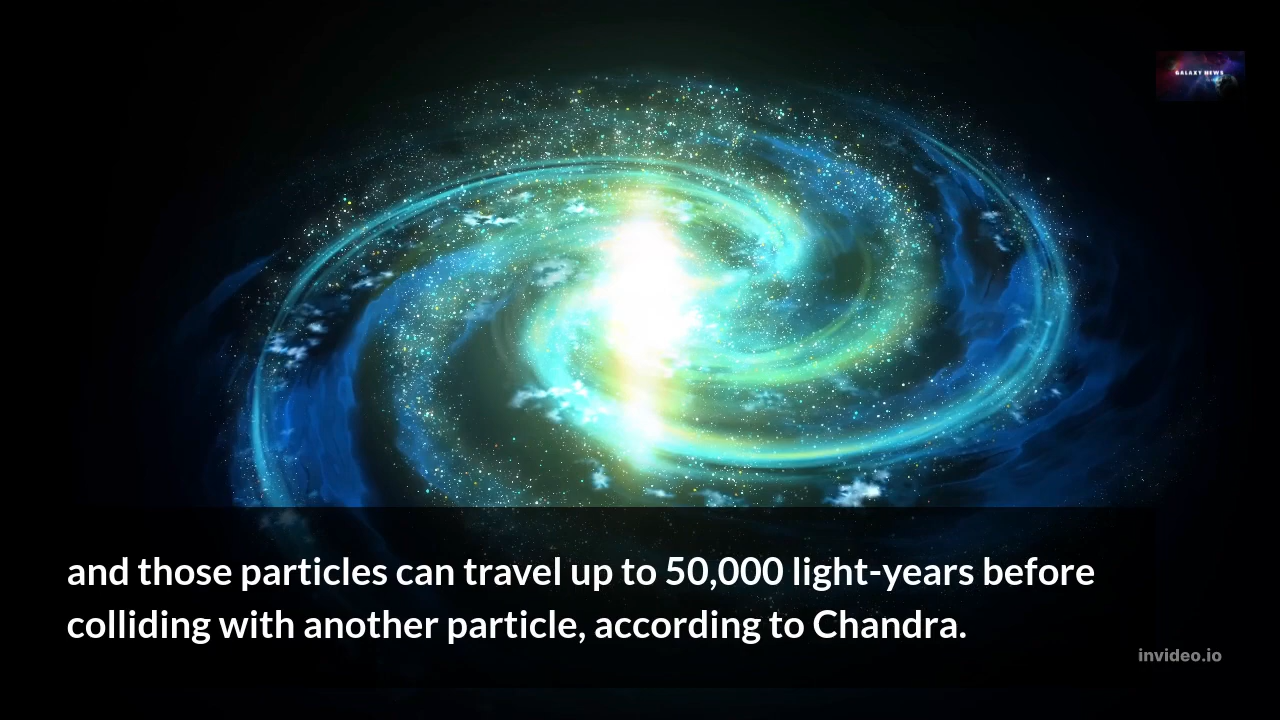 GALAXY NEWS
and those particles can travel up to 50,000 light-years before
colliding with another particle, according to Chandra.
invideo.io